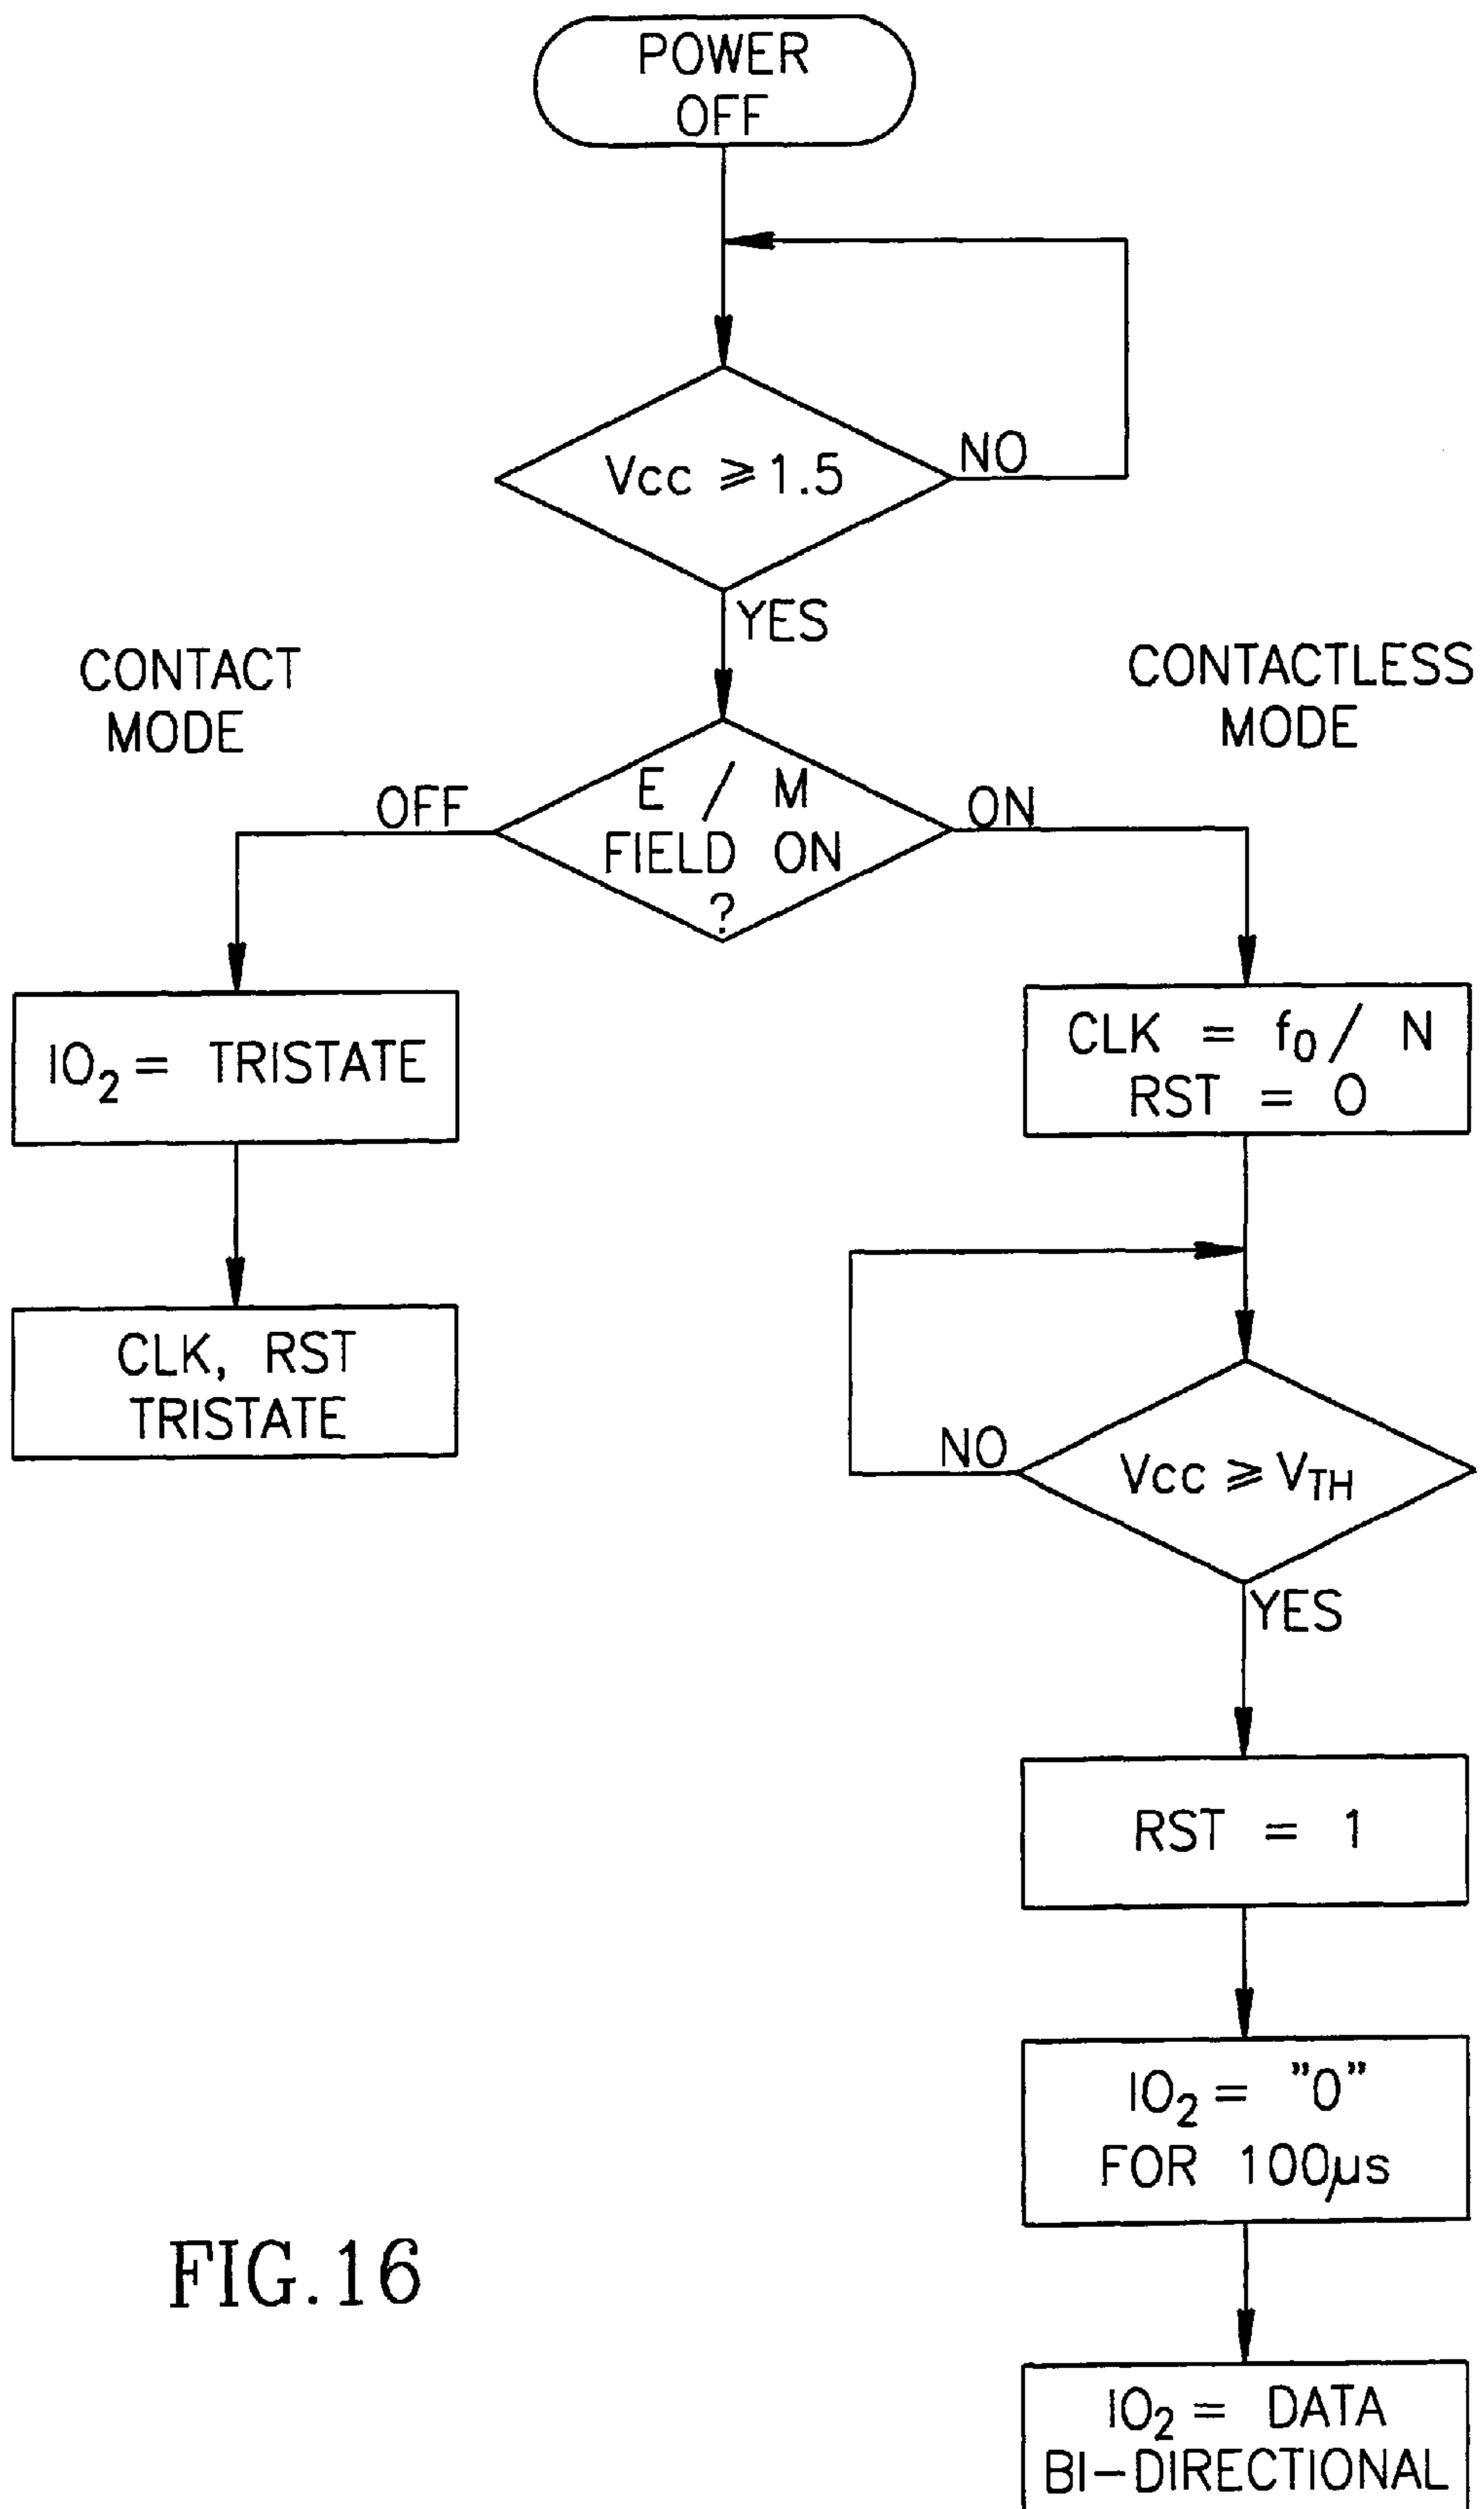 POWER
OFF
Vcc ⩾ 1.5
NO
YES
CONTACT
MODE
CONTACTLESS
MODE
OFF
E / M
FIELD ON
?
ON
IO₂ = TRISTATE
CLK = f₀ / N
RST = 0
CLK, RST
TRISTATE
NO
Vcc ⩾ V_TH
YES
RST = 1
IO₂ = "0"
FOR 100µs
IO₂ = DATA
BI-DIRECTIONAL
FIG.16